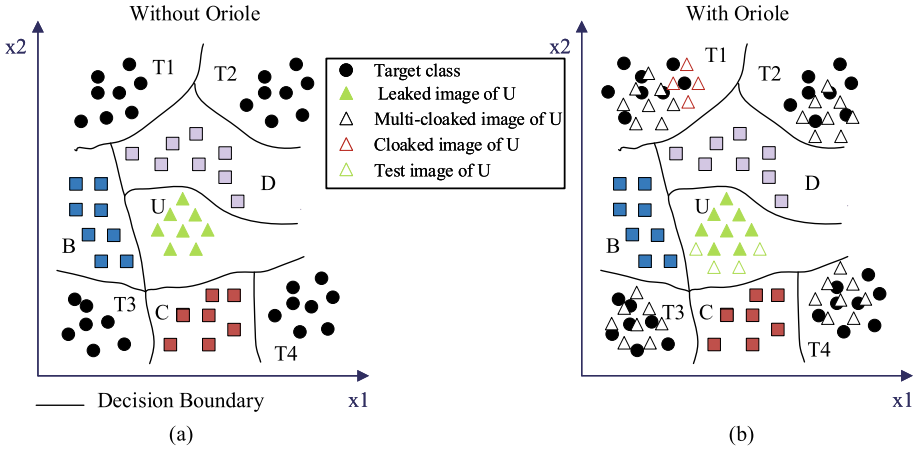 Without Oriole
With Oriole
x2
T1
T2
D
U
B
T3
C
T4
x1
Target class
Leaked image of U
Multi-cloaked image of U
Cloaked image of U
Test image of U
x2
T1
T2
D
U
B
T3
C
T4
x1
Decision Boundary
(a)
(b)